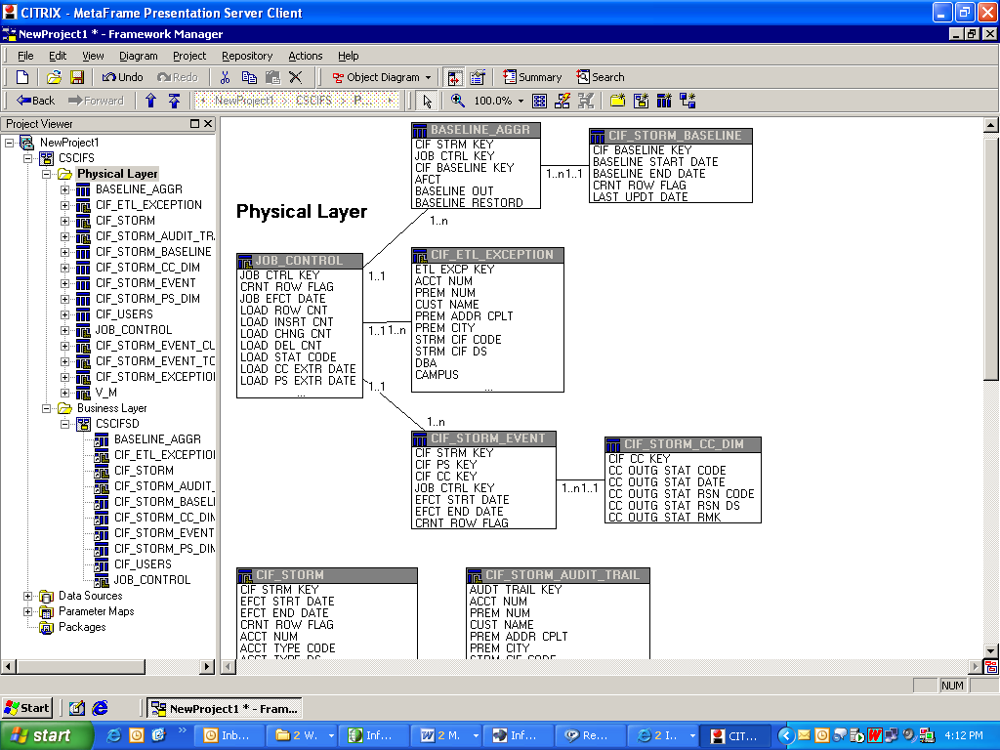 CITRIX - MetaFrame Presentation Server Client
NewProject1 * - Framework Manager
File Edit View Diagram Project Repository Actions Help
Undo Redo Object Diagram Summary Search
Back Forward NewProject1 > CSCIFS > P... 100.0%
Project Viewer
NewProject1
CSCIFS
Physical Layer
BASELINE_AGGR
CIF_ETL_EXCEPTION
CIF_STORM
CIF_STORM_AUDIT_TR
CIF_STORM_BASELINE
CIF_STORM_CC_DIM
CIF_STORM_EVENT
CIF_STORM_PS_DIM
CIF_USERS
JOB_CONTROL
CIF_STORM_EVENT_CL
CIF_STORM_EVENT_TC
CIF_STORM_EXCEPTIO
V_M
Business Layer
CSCIFSD
BASELINE_AGGR
CIF_ETL_EXCEPTIO
CIF_STORM
CIF_STORM_AUDIT_
CIF_STORM_BASELI
CIF_STORM_CC_DIM
CIF_STORM_EVENT
CIF_STORM_PS_DIM
CIF_USERS
JOB_CONTROL
Data Sources
Parameter Maps
Packages
Physical Layer
BASELINE_AGGR
CIF STRM KEY
JOB CTRL KEY
CIF BASELINE KEY
AFCT
BASELINE OUT
BASELINE RESTORD
1..n 1..1
CIF_STORM_BASELINE
CIF BASELINE KEY
BASELINE START DATE
BASELINE END DATE
CRNT ROW FLAG
LAST UPDT DATE
1..n
1..1
JOB_CONTROL
JOB CTRL KEY
CRNT ROW FLAG
JOB EFCT DATE
LOAD ROW CNT
LOAD INSRT CNT
LOAD CHNG CNT
LOAD DEL CNT
LOAD STAT CODE
LOAD CC EXTR DATE
LOAD PS EXTR DATE
...
1..1 1..n
CIF_ETL_EXCEPTION
ETL EXCP KEY
ACCT NUM
PREM NUM
CUST NAME
PREM ADDR CPLT
PREM CITY
STRM CIF CODE
STRM CIF DS
DBA
CAMPUS
...
1..1
1..n
CIF_STORM_EVENT
CIF STRM KEY
CIF PS KEY
CIF CC KEY
JOB CTRL KEY
EFCT STRT DATE
EFCT END DATE
CRNT ROW FLAG
1..n 1..1
CIF_STORM_CC_DIM
CIF CC KEY
CC OUTG STAT CODE
CC OUTG STAT DATE
CC OUTG STAT RSN CODE
CC OUTG STAT RSN DS
CC OUTG STAT RMK
CIF_STORM
CIF STRM KEY
EFCT STRT DATE
EFCT END DATE
CRNT ROW FLAG
ACCT NUM
ACCT TYPE CODE
ACCT TYPE DS
CIF_STORM_AUDIT_TRAIL
AUDT TRAIL KEY
ACCT NUM
PREM NUM
CUST NAME
PREM ADDR CPLT
PREM CITY
STRM CIF CODE
NUM
Start NewProject1 * - Fram...
start Inb... 2 W. Inf... 2 M. Inf... Re... 2 I.. CIT... 4:12 PM